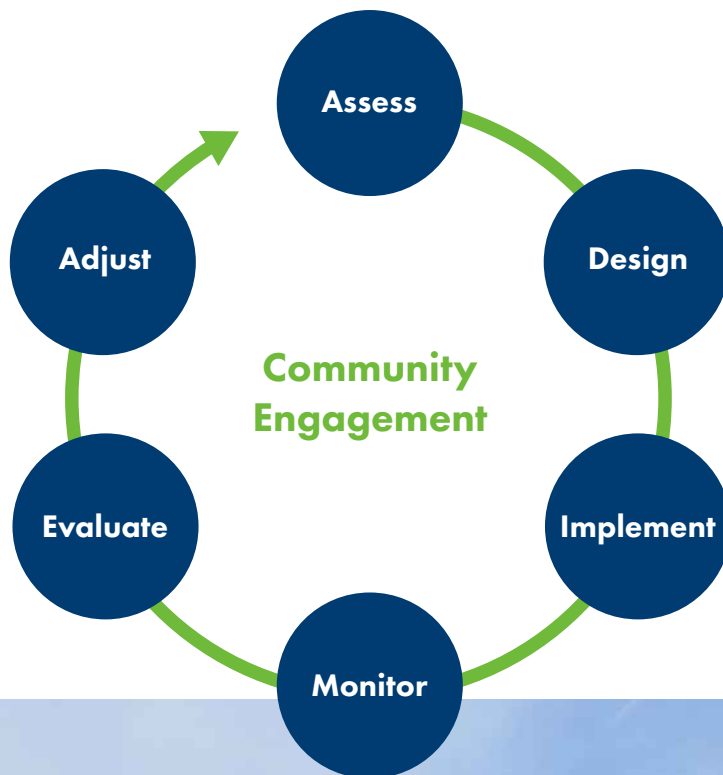 Assess
Design
Implement
Monitor
Evaluate
Adjust
Community
Engagement